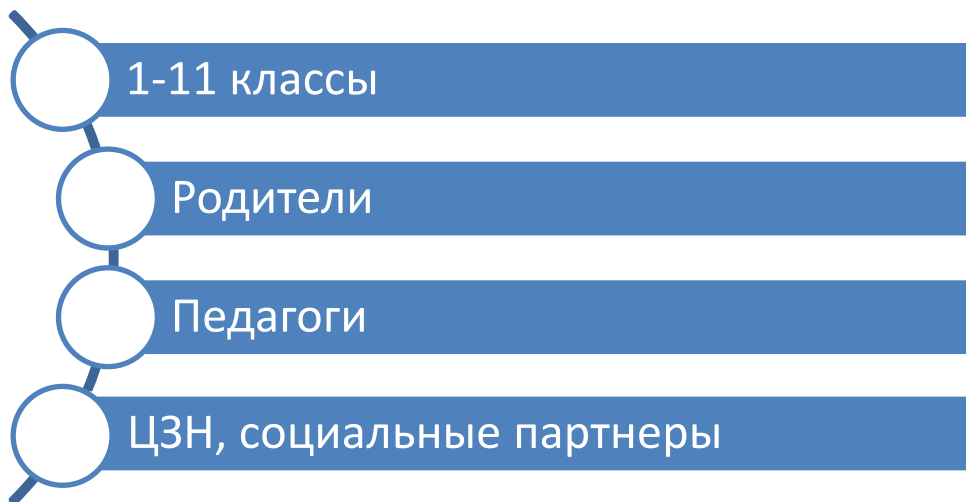 1-11 классы
Родители
Педагоги
ЦЗН, социальные партнеры